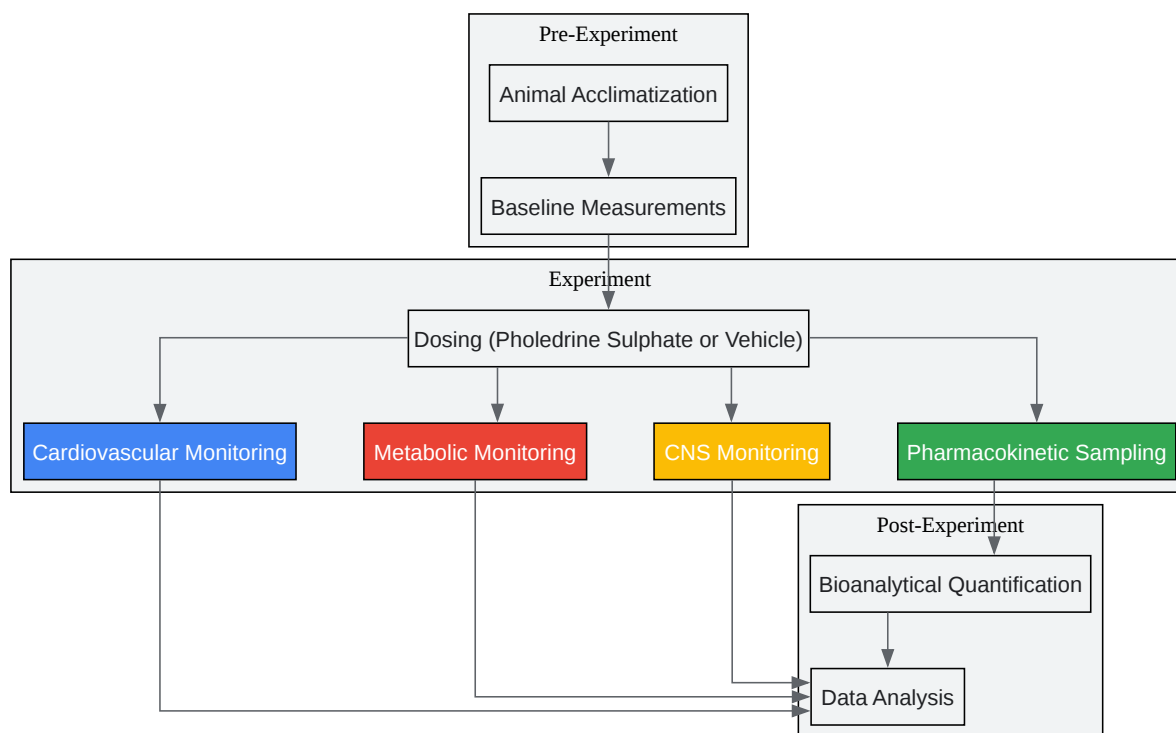 Pre-Experiment
Animal Acclimatization
Baseline Measurements
Experiment
Dosing (Pholedrine Sulphate or Vehicle)
Cardiovascular Monitoring
Metabolic Monitoring
CNS Monitoring
Pharmacokinetic Sampling
Post-Experiment
Bioanalytical Quantification
Data Analysis